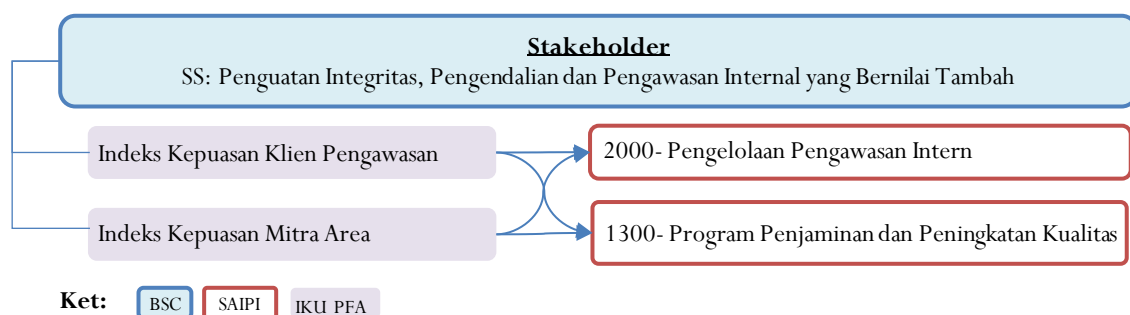 Stakeholder
SS: Penguatan Integritas, Pengendalian dan Pengawasan Internal yang Bernilai Tambah
Indeks Kepuasan Klien Pengawasan
2000- Pengelolaan Pengawasan Intern
Indeks Kepuasan Mitra Area
1300- Program Penjaminan dan Peningkatan Kualitas
Ket: BSC SAIPI IKU PFA